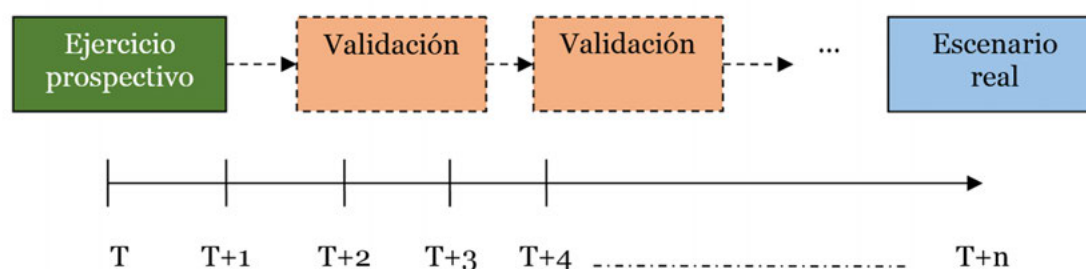 Ejercicio
prospectivo
Validación
Validación
...
Escenario
real
T T+1 T+2 T+3 T+4 T+n